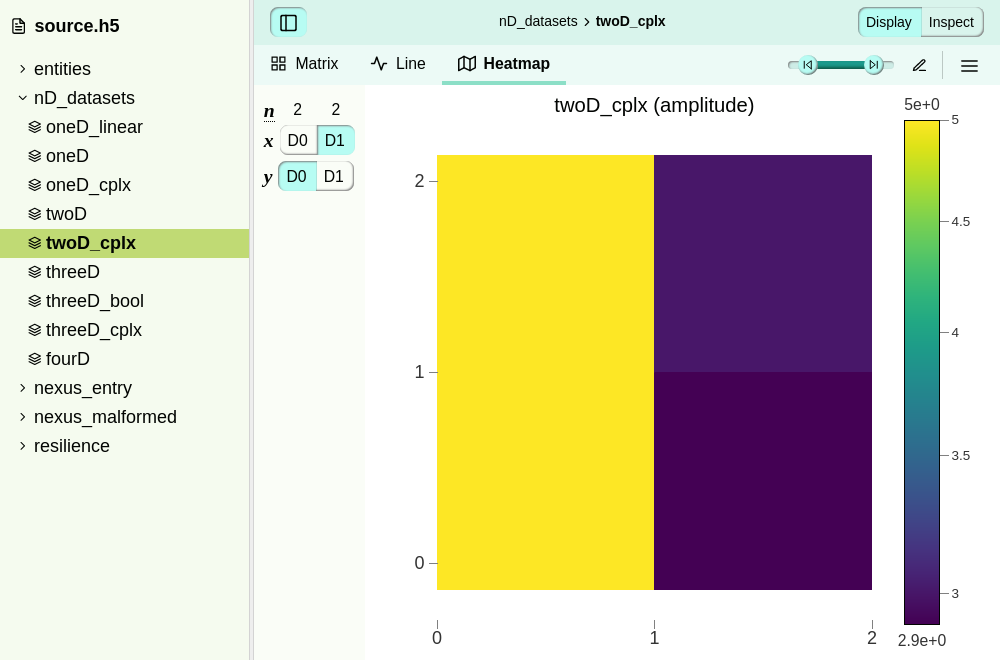 source.h5
entities
nD_datasets
oneD_linear
oneD
oneD_cplx
twoD
twoD_cplx
threeD
threeD_bool
threeD_cplx
fourD
nexus_entry
nexus_malformed
resilience
nD_datasets › twoD_cplx
Display Inspect
Matrix Line Heatmap
n 2 2
x D0 D1
y D0 D1
twoD_cplx (amplitude)
2
1
0
0 1 2
5e+0
5
4.5
4
3.5
3
2.9e+0